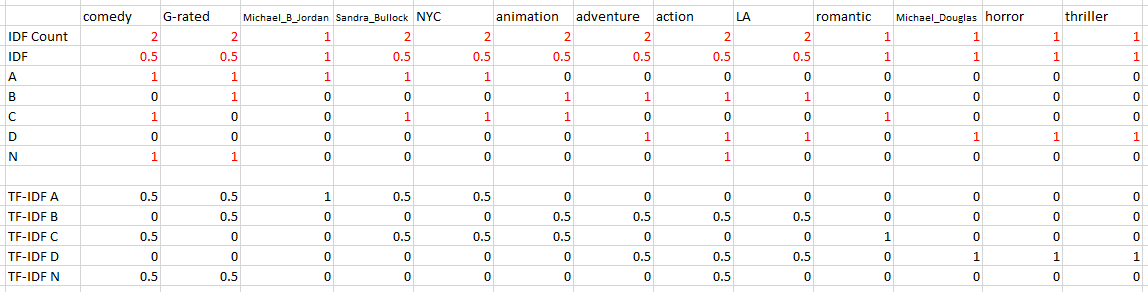 comedy G-rated Michael_B_Jordan Sandra_Bullock NYC animation adventure action LA romantic Michael_Douglas horror thriller
IDF Count 2 2 1 2 2 2 2 2 2 1 1 1 1
IDF 0.5 0.5 1 0.5 0.5 0.5 0.5 0.5 0.5 1 1 1 1
A 1 1 1 1 1 0 0 0 0 0 0 0 0
B 0 1 0 0 0 1 1 1 1 0 0 0 0
C 1 0 0 1 1 1 0 0 0 1 0 0 0
D 0 0 0 0 0 0 1 1 1 0 1 1 1
N 1 1 0 0 0 0 0 1 0 0 0 0 0
TF-IDF A 0.5 0.5 1 0.5 0.5 0 0 0 0 0 0 0 0
TF-IDF B 0 0.5 0 0 0 0.5 0.5 0.5 0.5 0 0 0 0
TF-IDF C 0.5 0 0 0.5 0.5 0.5 0 0 0 1 0 0 0
TF-IDF D 0 0 0 0 0 0 0.5 0.5 0.5 0 1 1 1
TF-IDF N 0.5 0.5 0 0 0 0 0 0.5 0 0 0 0 0